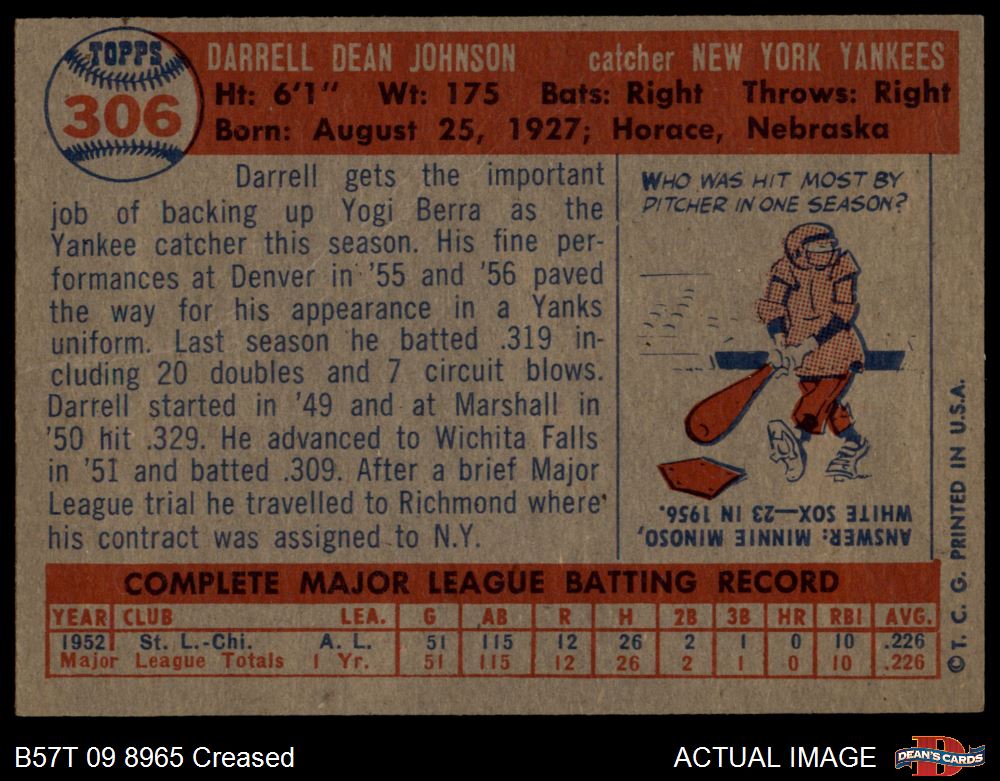 TOPPS
306
DARRELL DEAN JOHNSON catcher NEW YORK YANKEES
Ht: 6'1" Wt: 175 Bats: Right Throws: Right
Born: August 25, 1927; Horace, Nebraska
Darrell gets the important
job of backing up Yogi Berra as the
Yankee catcher this season. His fine per-
formances at Denver in '55 and '56 paved
the way for his appearance in a Yanks
uniform. Last season he batted .319 in-
cluding 20 doubles and 7 circuit blows.
Darrell started in '49 and at Marshall in
'50 hit .329. He advanced to Wichita Falls
in '51 and batted .309. After a brief Major
League trial he travelled to Richmond where
his contract was assigned to N.Y.
WHO WAS HIT MOST BY
PITCHER IN ONE SEASON?
ANSWER: MINNIE MINOSO,
WHITE SOX—23 IN 1956.
COMPLETE MAJOR LEAGUE BATTING RECORD
YEAR CLUB LEA. G AB R H 2B 3B HR RBI AVG.
1952 St. L.-Chi. A. L. 51 115 12 26 2 1 0 10 .226
Major League Totals 1 Yr. 51 115 12 26 2 1 0 10 .226
© T. C. G. PRINTED IN U.S.A.
B57T 09 8965 Creased
ACTUAL IMAGE
D
DEAN'S CARDS